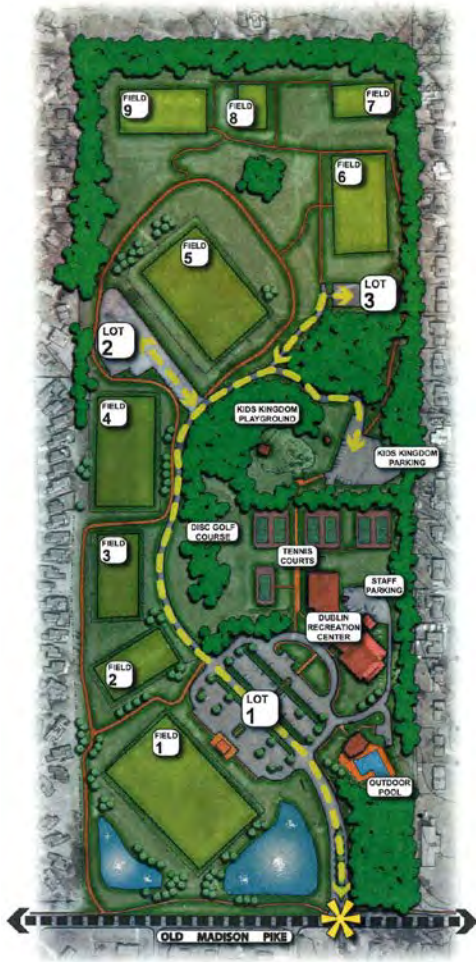 FIELD
9
FIELD
8
FIELD
7
FIELD
6
FIELD
5
LOT
3
LOT
2
FIELD
4
KIDS KINGDOM
PLAYGROUND
KIDS KINGDOM
PARKING
DISC GOLF
COURSE
TENNIS
COURTS
FIELD
3
STAFF
PARKING
DUBLIN
RECREATION
CENTER
FIELD
2
LOT
1
FIELD
1
OUTDOOR
POOL
OLD MADISON PIKE